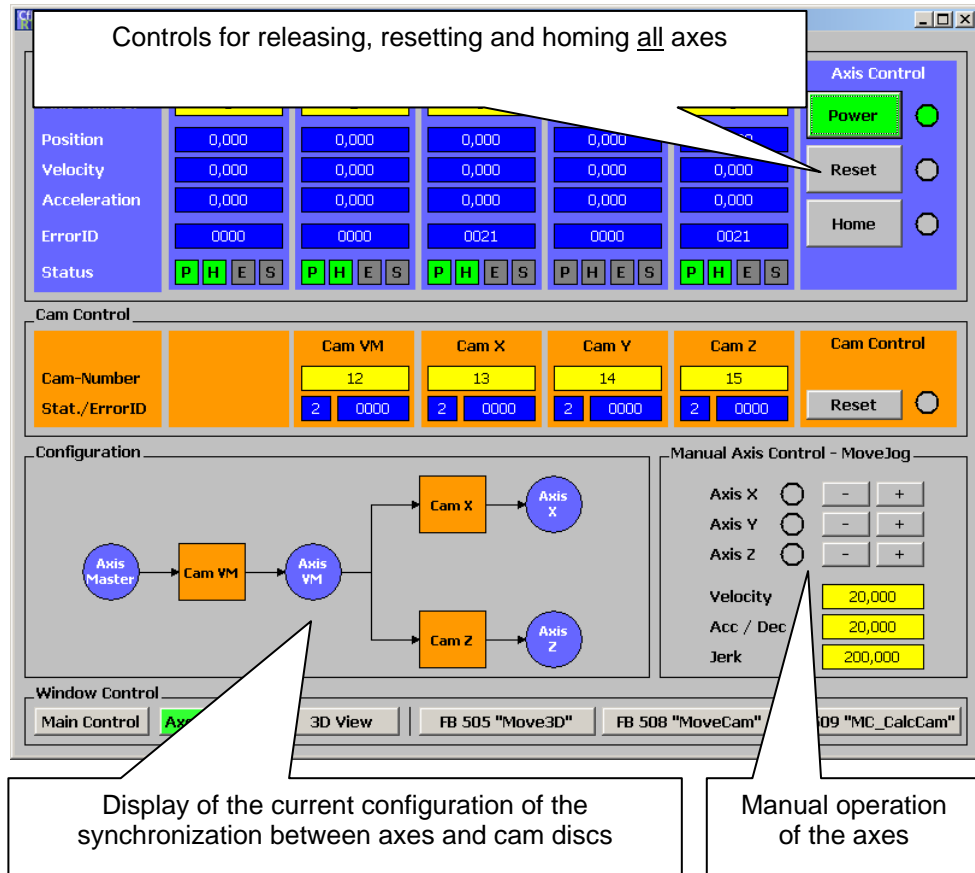 Controls for releasing, resetting and homing all axes
Axis Control
Power
Position 0,000 0,000 0,000 0,000
Velocity 0,000 0,000 0,000 0,000 0,000
Reset
Acceleration 0,000 0,000 0,000 0,000 0,000
Home
ErrorID 0000 0000 0021 0000 0021
Status P H E S P H E S P H E S P H E S P H E S
Cam Control
Cam VM Cam X Cam Y Cam Z Cam Control
Cam-Number 12 13 14 15
Stat./ErrorID 2 0000 2 0000 2 0000 2 0000 Reset
Configuration
Axis Master
Cam VM
Axis VM
Cam X
Axis X
Cam Z
Axis Z
Manual Axis Control - MoveJog
Axis X - +
Axis Y - +
Axis Z - +
Velocity 20,000
Acc / Dec 20,000
Jerk 200,000
Window Control
Main Control 3D View FB 505 "Move3D" FB 508 "MoveCam" "MC_CalcCam"
Display of the current configuration of the
synchronization between axes and cam discs
Manual operation
of the axes